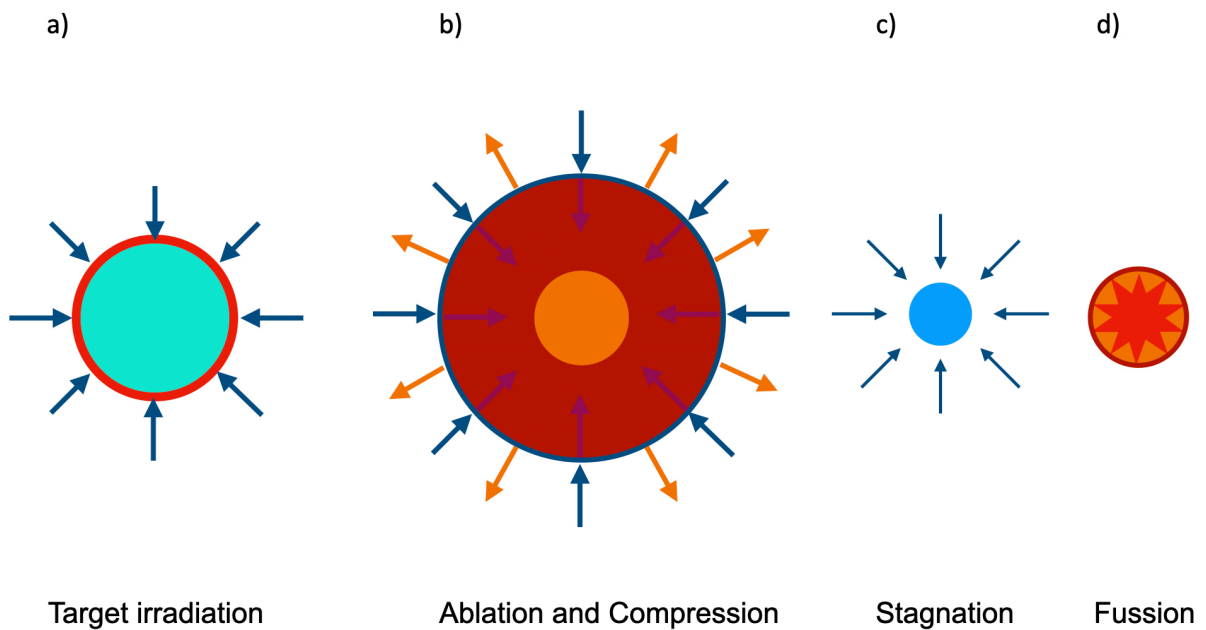 a)
b)
c)
d)
Target irradiation
Ablation and Compression
Stagnation
Fussion